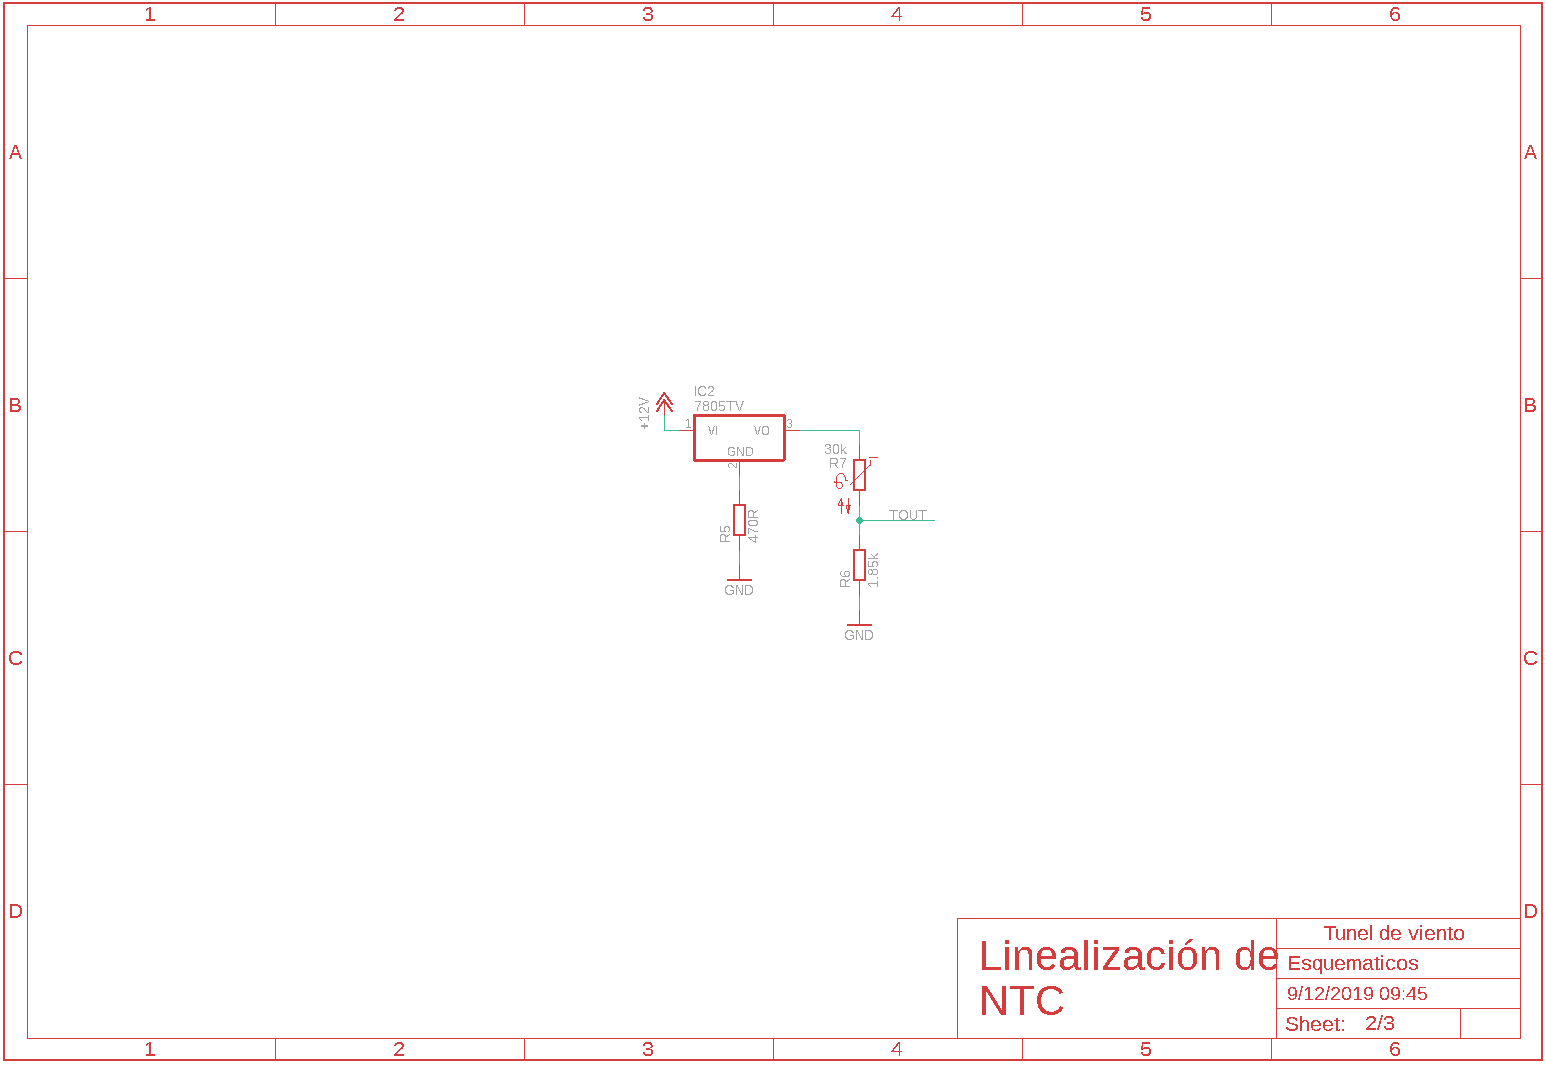 1 2 3 4 5 6
A A
+12V
IC2
7805TV
1 VI VO 3
GND
2
B B
30k
R7
TOUT
R5
470R
GND
R6
1.85k
GND
C C
D D
Linealización de
NTC
Tunel de viento
Esquematicos
9/12/2019 09:45
Sheet: 2/3
1 2 3 4 5 6